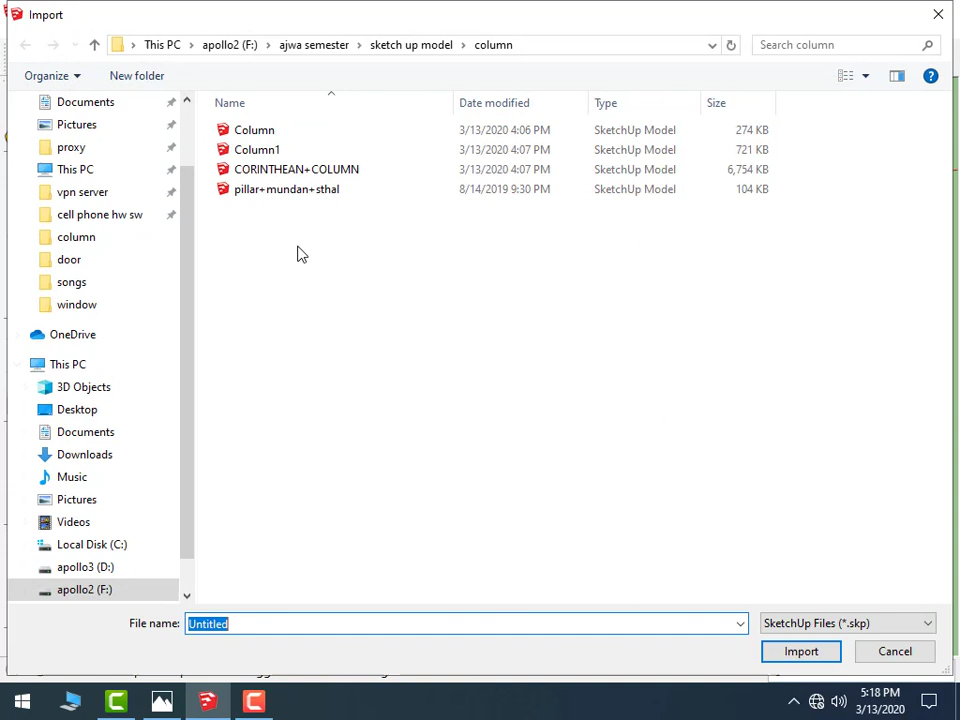 Import
This PC apollo2 (F:) ajwa semester sketch up model column
Search column
Organize New folder
Name Date modified Type Size
Column 3/13/2020 4:06 PM SketchUp Model 274 KB
Column1 3/13/2020 4:07 PM SketchUp Model 721 KB
CORINTHEAN+COLUMN 3/13/2020 4:07 PM SketchUp Model 6,754 KB
pillar+mundan+sthal 8/14/2019 9:30 PM SketchUp Model 104 KB
Documents
Pictures
proxy
This PC
vpn server
cell phone hw sw
column
door
songs
window
OneDrive
This PC
3D Objects
Desktop
Documents
Downloads
Music
Pictures
Videos
Local Disk (C:)
apollo3 (D:)
apollo2 (F:)
File name: Untitled SketchUp Files (*.skp)
Import Cancel
5:18 PM
3/13/2020